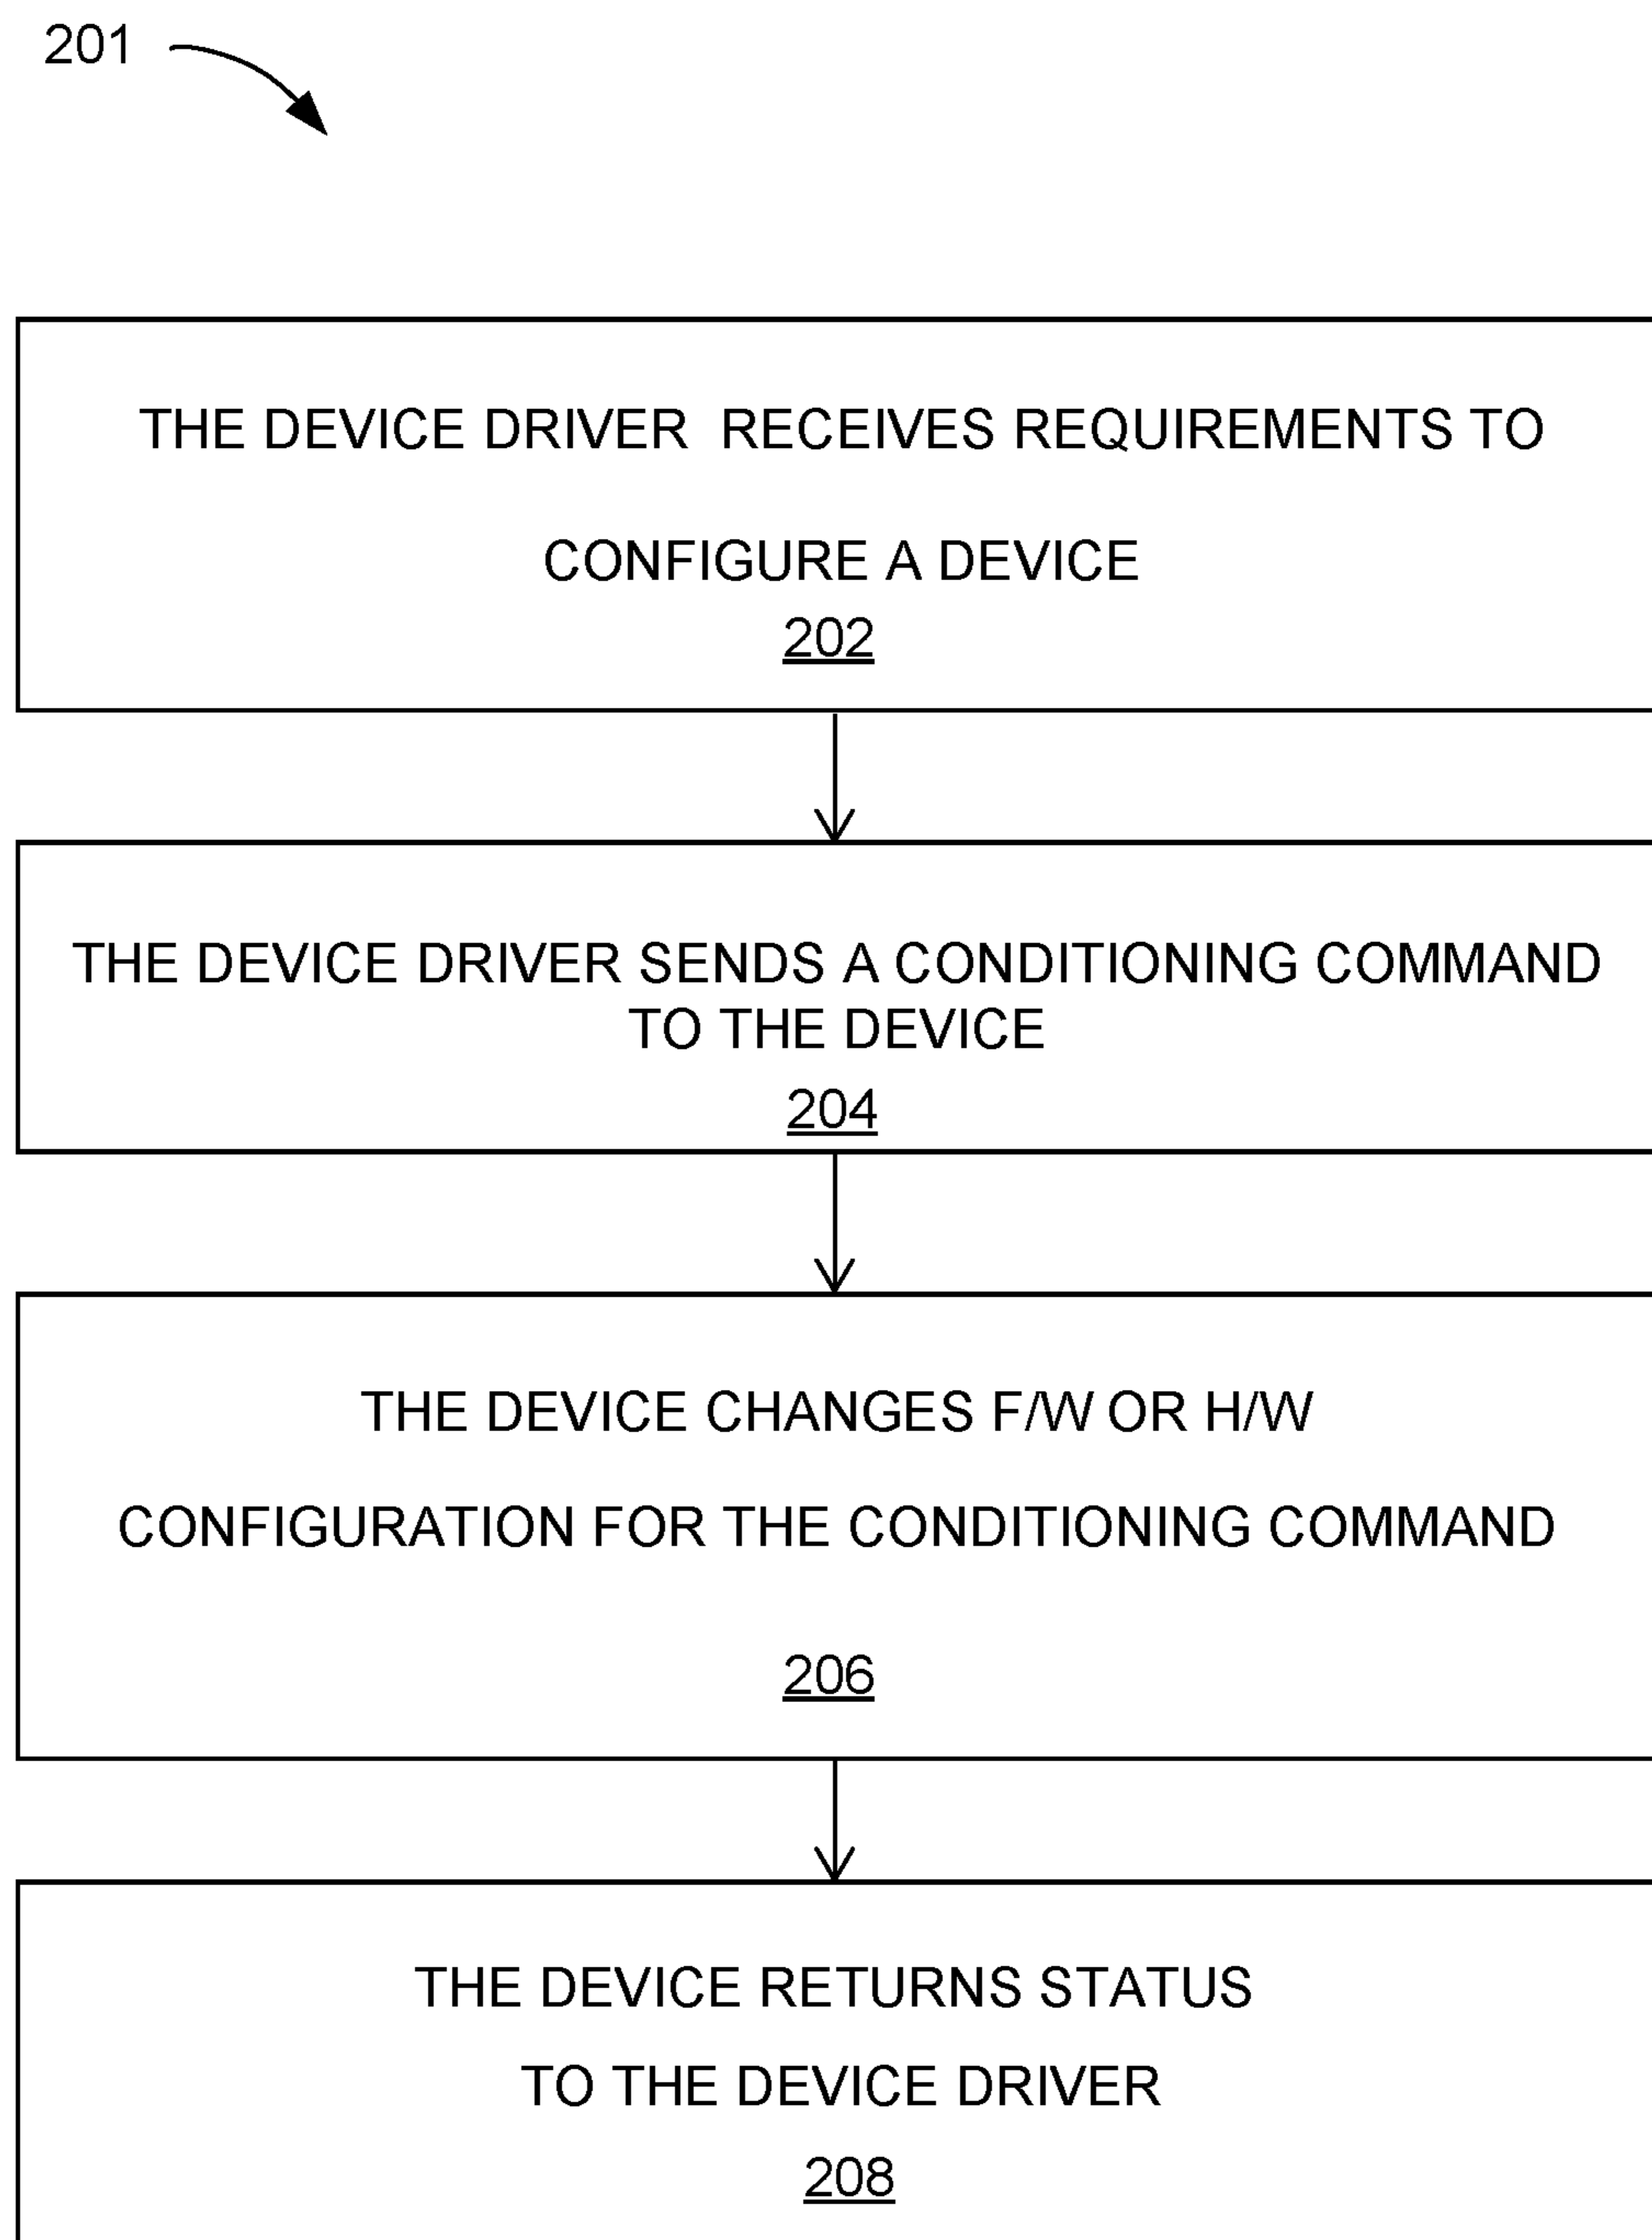 201
THE DEVICE DRIVER RECEIVES REQUIREMENTS TO
CONFIGURE A DEVICE
202
THE DEVICE DRIVER SENDS A CONDITIONING COMMAND
TO THE DEVICE
204
THE DEVICE CHANGES F/W OR H/W
CONFIGURATION FOR THE CONDITIONING COMMAND
206
THE DEVICE RETURNS STATUS
TO THE DEVICE DRIVER
208